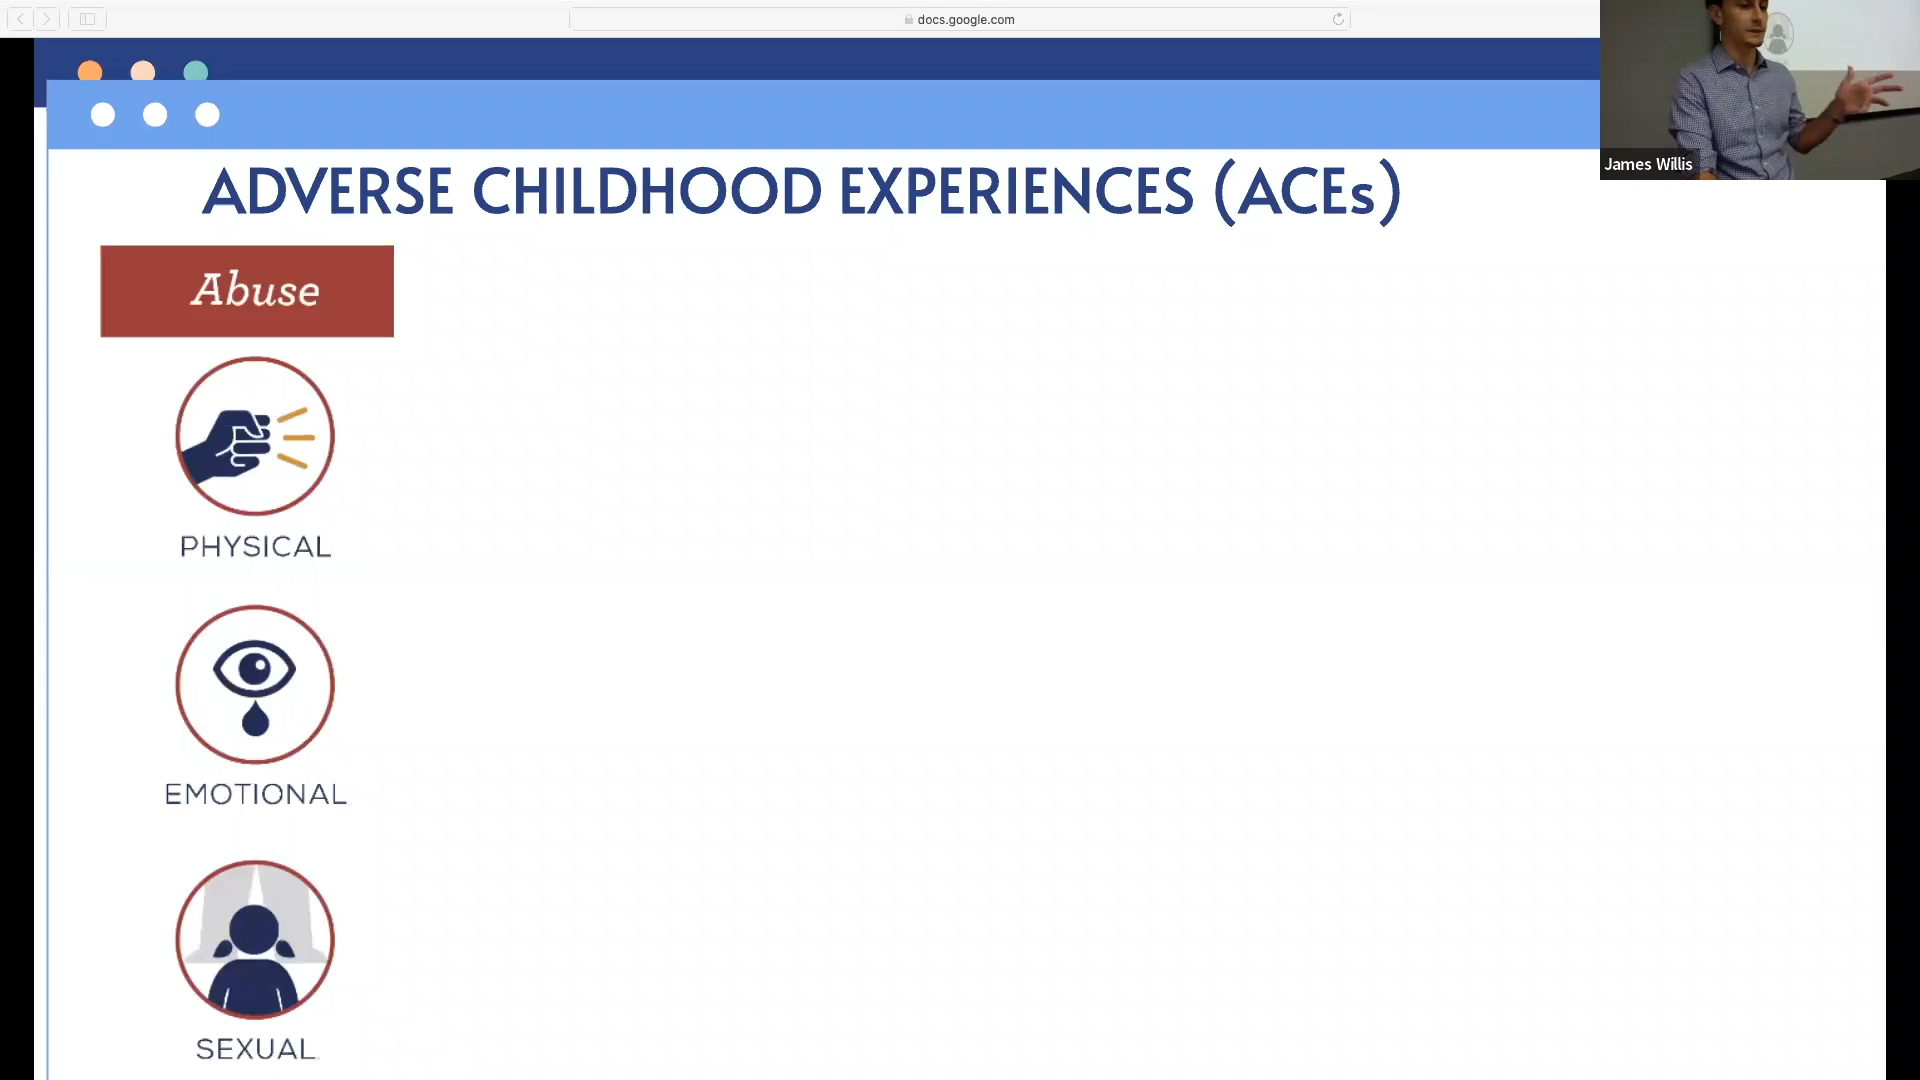 docs.google.com
James Willis
ADVERSE CHILDHOOD EXPERIENCES (ACEs)
Abuse
PHYSICAL
EMOTIONAL
SEXUAL